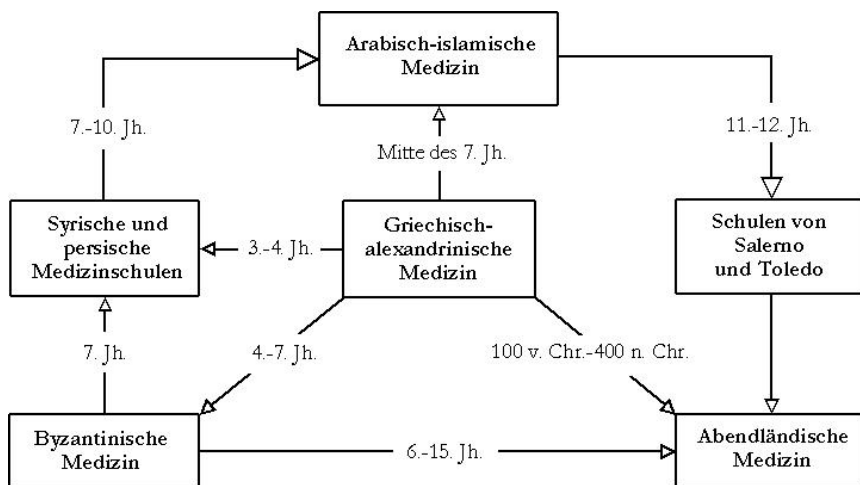 Arabisch-islamische
Medizin
7.-10. Jh.
11.-12. Jh.
Mitte des 7. Jh.
Syrische und
persische
Medizinschulen
3.-4. Jh.
Griechisch-
alexandrinische
Medizin
Schulen von
Salerno
und Toledo
7. Jh.
4.-7. Jh.
100 v. Chr.-400 n. Chr.
Byzantinische
Medizin
6.-15. Jh.
Abendländische
Medizin